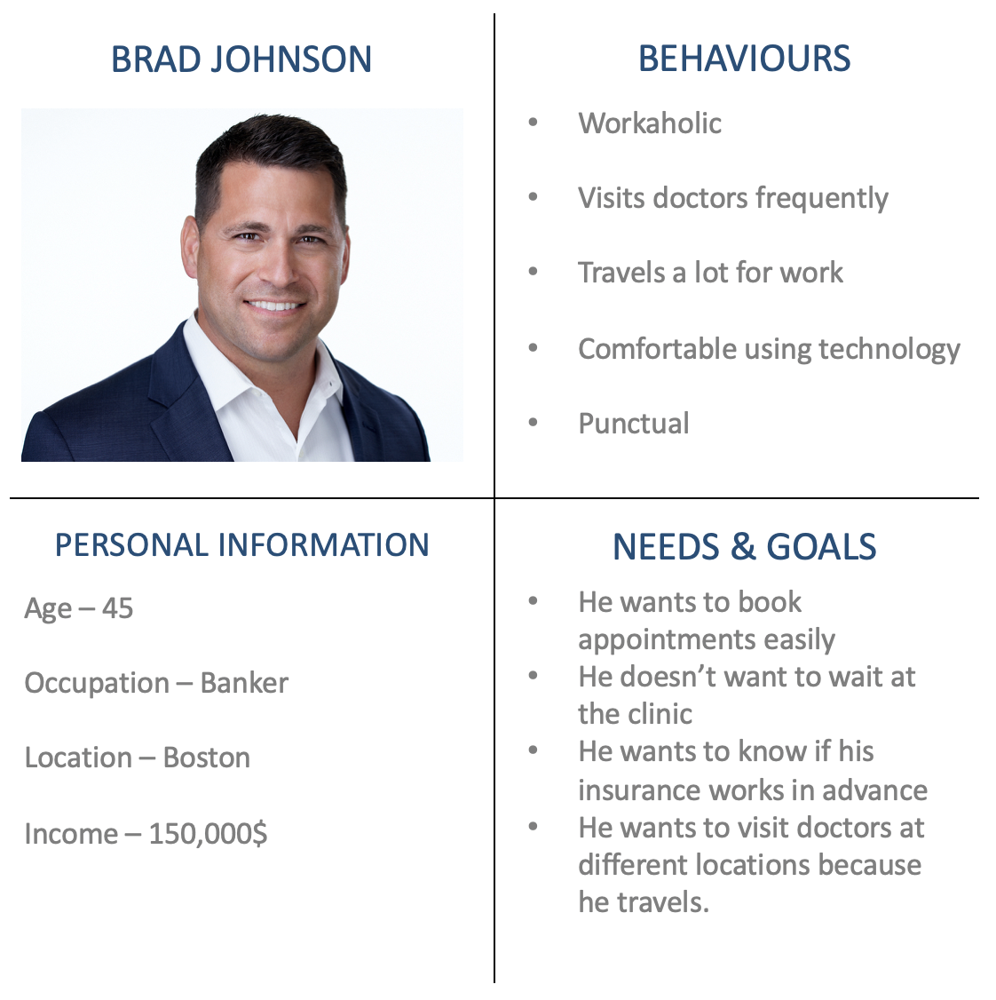 BRAD JOHNSON
BEHAVIOURS
• Workaholic
• Visits doctors frequently
• Travels a lot for work
• Comfortable using technology
• Punctual
PERSONAL INFORMATION
Age – 45
Occupation – Banker
Location – Boston
Income – 150,000$
NEEDS & GOALS
• He wants to book
appointments easily
• He doesn’t want to wait at
the clinic
• He wants to know if his
insurance works in advance
• He wants to visit doctors at
different locations because
he travels.